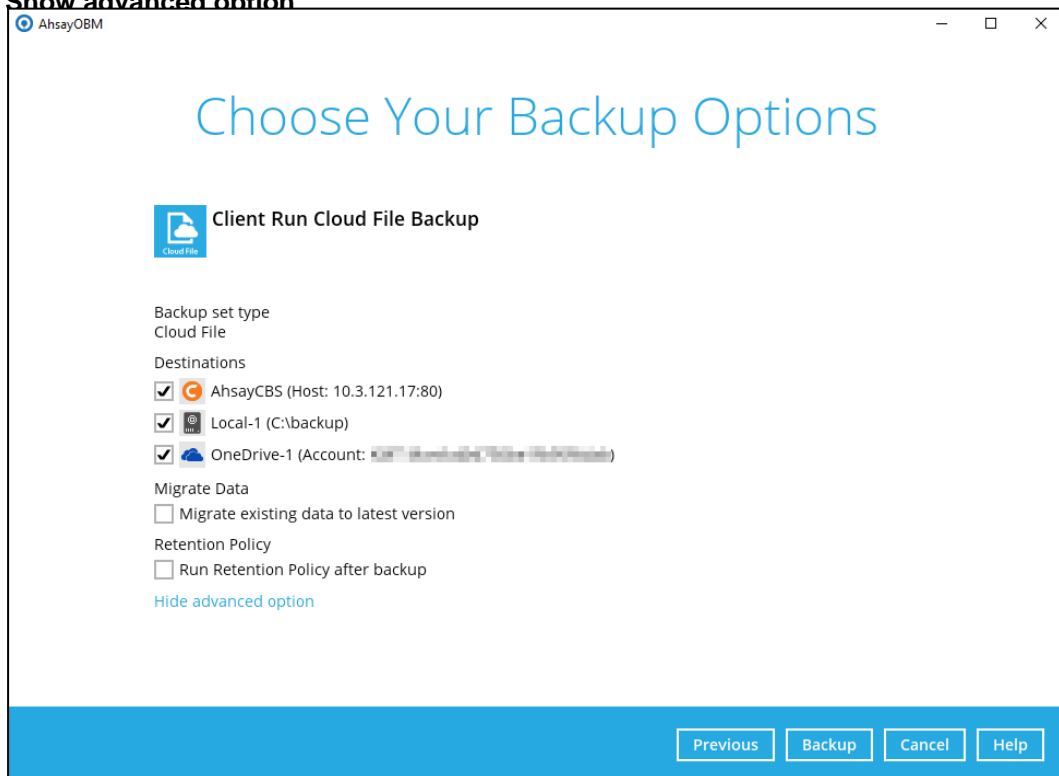 Show advanced option
AhsayOBM
Choose Your Backup Options
Cloud File
Client Run Cloud File Backup
Backup set type
Cloud File
Destinations
AhsayCBS (Host: 10.3.121.17:80)
Local-1 (C:\backup)
OneDrive-1 (Account: )
Migrate Data
Migrate existing data to latest version
Retention Policy
Run Retention Policy after backup
Hide advanced option
Previous Backup Cancel Help